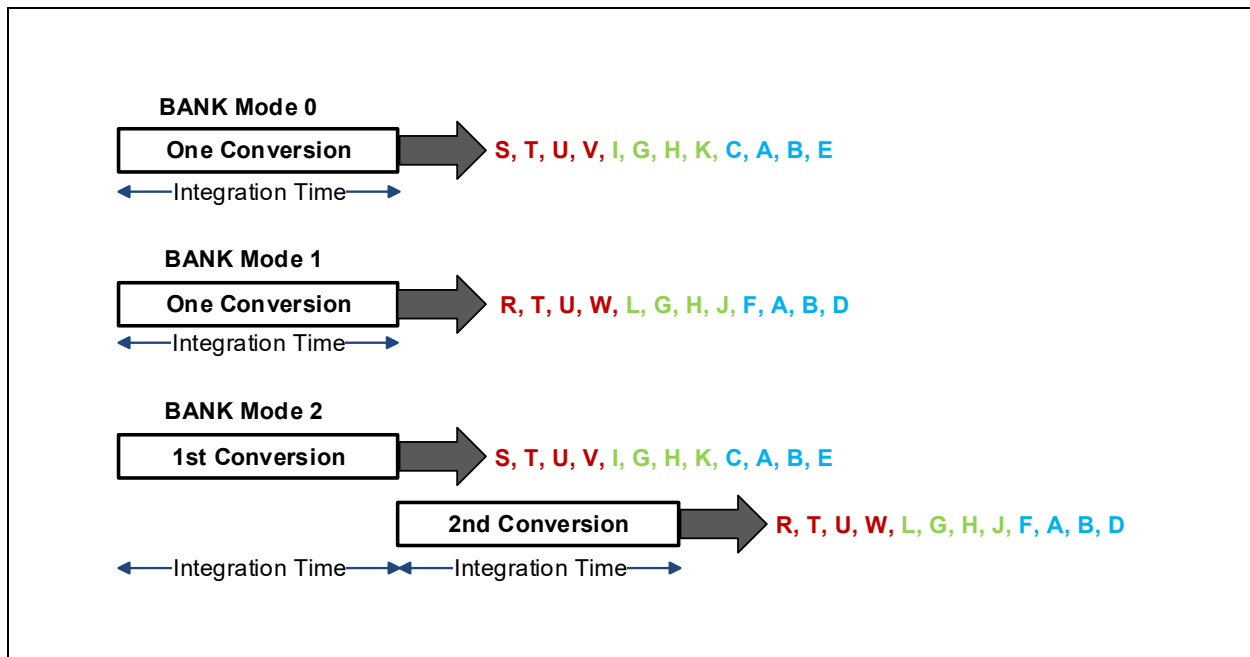 BANK Mode 0
One Conversion
S, T, U, V, I, G, H, K, C, A, B, E
Integration Time
BANK Mode 1
One Conversion
R, T, U, W, L, G, H, J, F, A, B, D
Integration Time
BANK Mode 2
1st Conversion
S, T, U, V, I, G, H, K, C, A, B, E
2nd Conversion
R, T, U, W, L, G, H, J, F, A, B, D
Integration Time
Integration Time